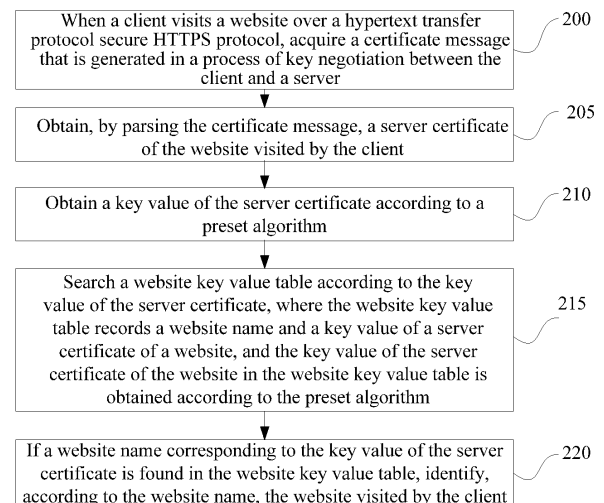 When a client visits a website over a hypertext transfer
protocol secure HTTPS protocol, acquire a certificate message
that is generated in a process of key negotiation between the
client and a server
200
Obtain, by parsing the certificate message, a server certificate
of the website visited by the client
205
Obtain a key value of the server certificate according to a
preset algorithm
210
Search a website key value table according to the key
value of the server certificate, where the website key value
table records a website name and a key value of a server
certificate of a website, and the key value of the server
certificate of the website in the website key value table is
obtained according to the preset algorithm
215
If a website name corresponding to the key value of the server
certificate is found in the website key value table, identify,
according to the website name, the website visited by the client
220